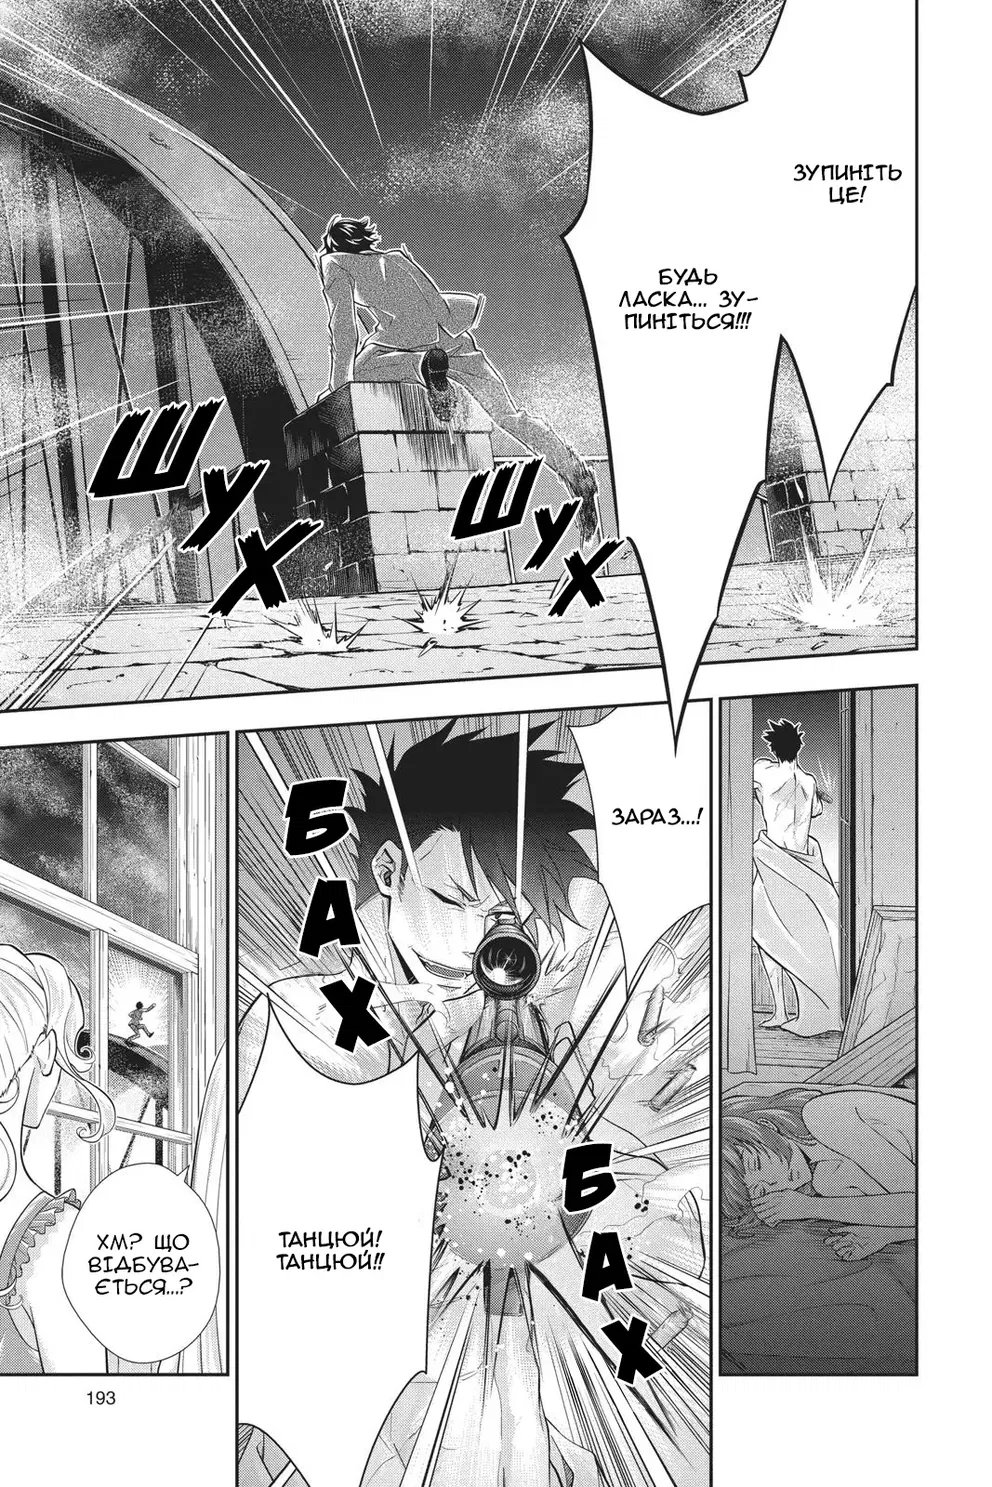 ЗУПИНІТЬ
ЦЕ!
БУДЬ
ЛАСКА... ЗУ-
ПИНІТЬСЯ!!!
ШУХ
ШУХ
ЗАРАЗ...!
БАХ
БАХ
ТАНЦЮЙ!
ТАНЦЮЙ!!
ХМ? ЩО
ВІДБУВА-
ЄТЬСЯ...?
193